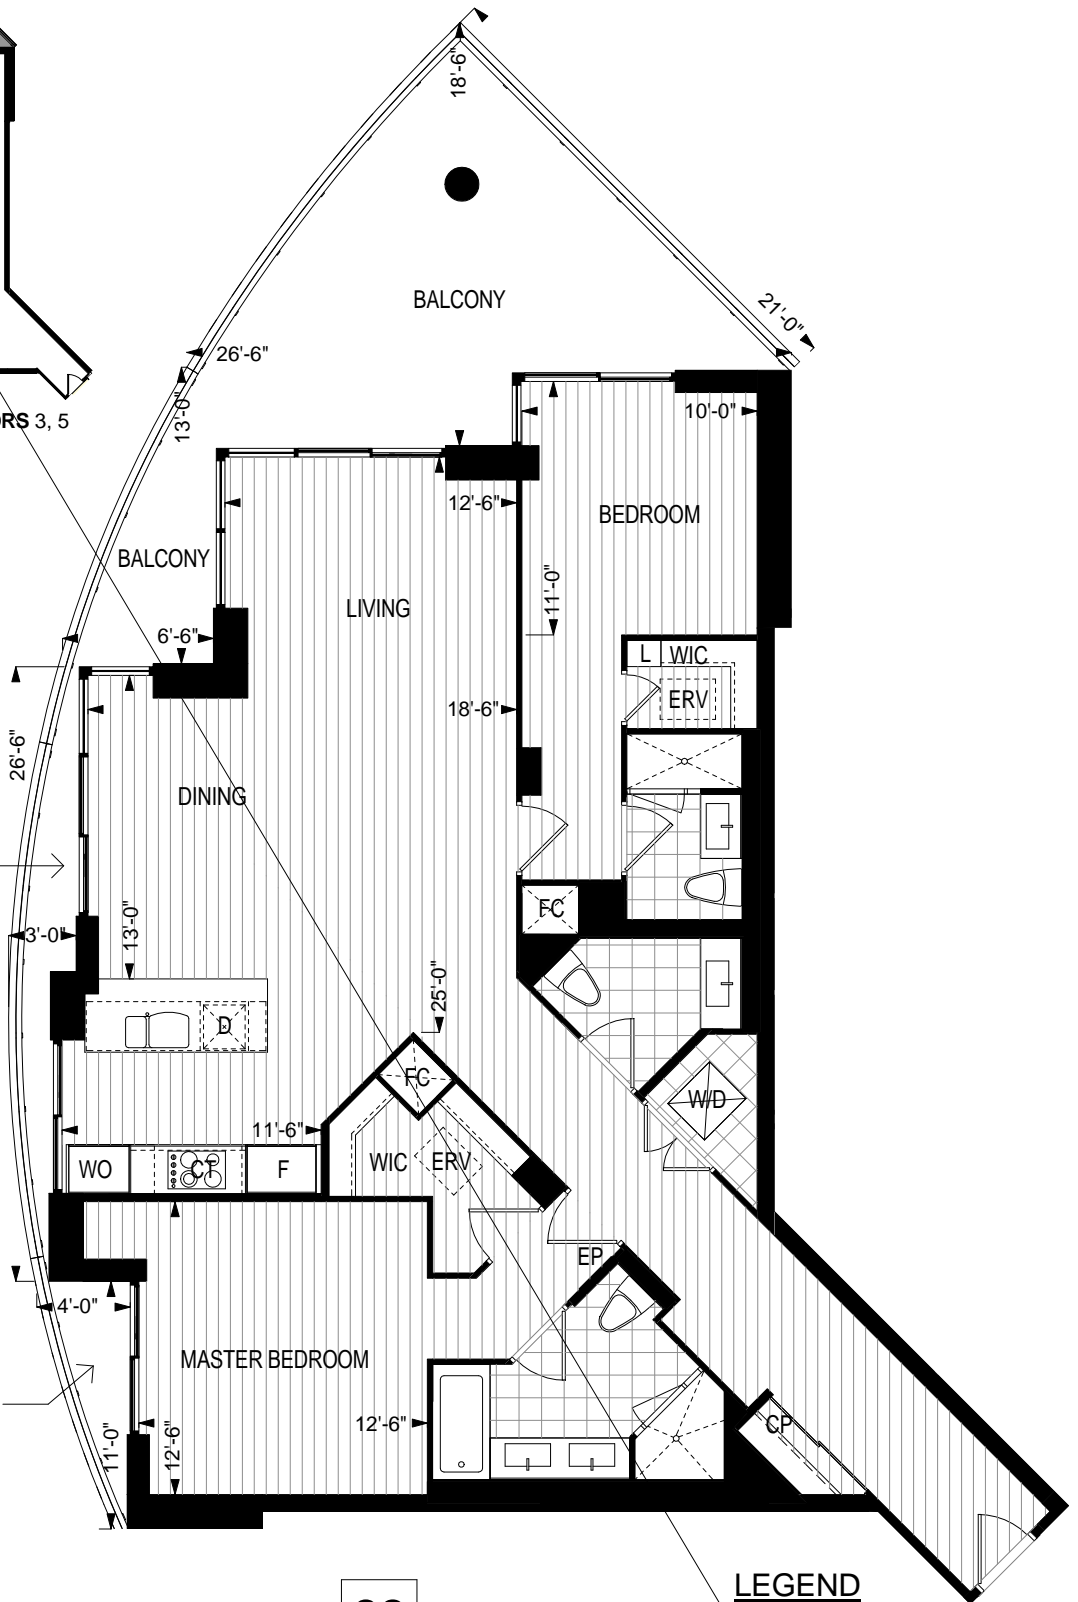 18'-6"
BALCONY
21'-0"
26'-6"
13'-0"
RS 3, 5
10'-0"
12'-6"
BEDROOM
BALCONY
LIVING
11'-0"
6'-6"
L WIC
ERV
18'-6"
26'-6"
DINING
FC
3'-0"
13'-0"
25'-0"
D
FC
W/D
11'-6"
WO CT F
WIC ERV
EP
4'-0"
MASTER BEDROOM
12'-6"
11'-0"
12'-6"
CP
LEGEND